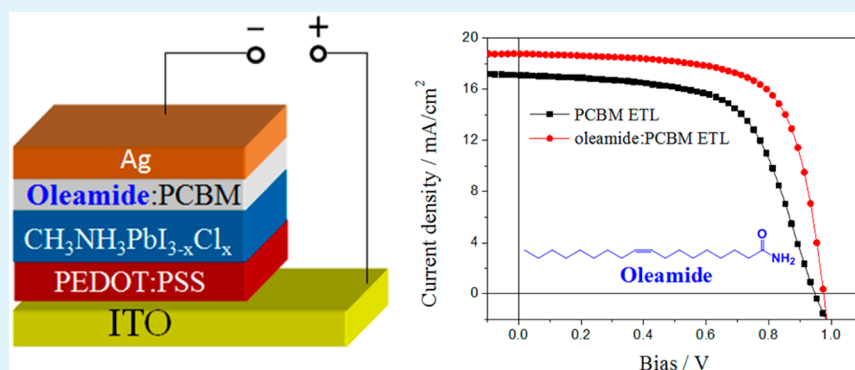 − +
Ag
Oleamide:PCBM
CH₃NH₃PbI₃₋ₓClₓ
PEDOT:PSS
ITO
Current density / mA/cm²
20
16
12
8
4
0
PCBM ETL
oleamide:PCBM ETL
O
NH₂
Oleamide
0.0 0.2 0.4 0.6 0.8 1.0
Bias / V